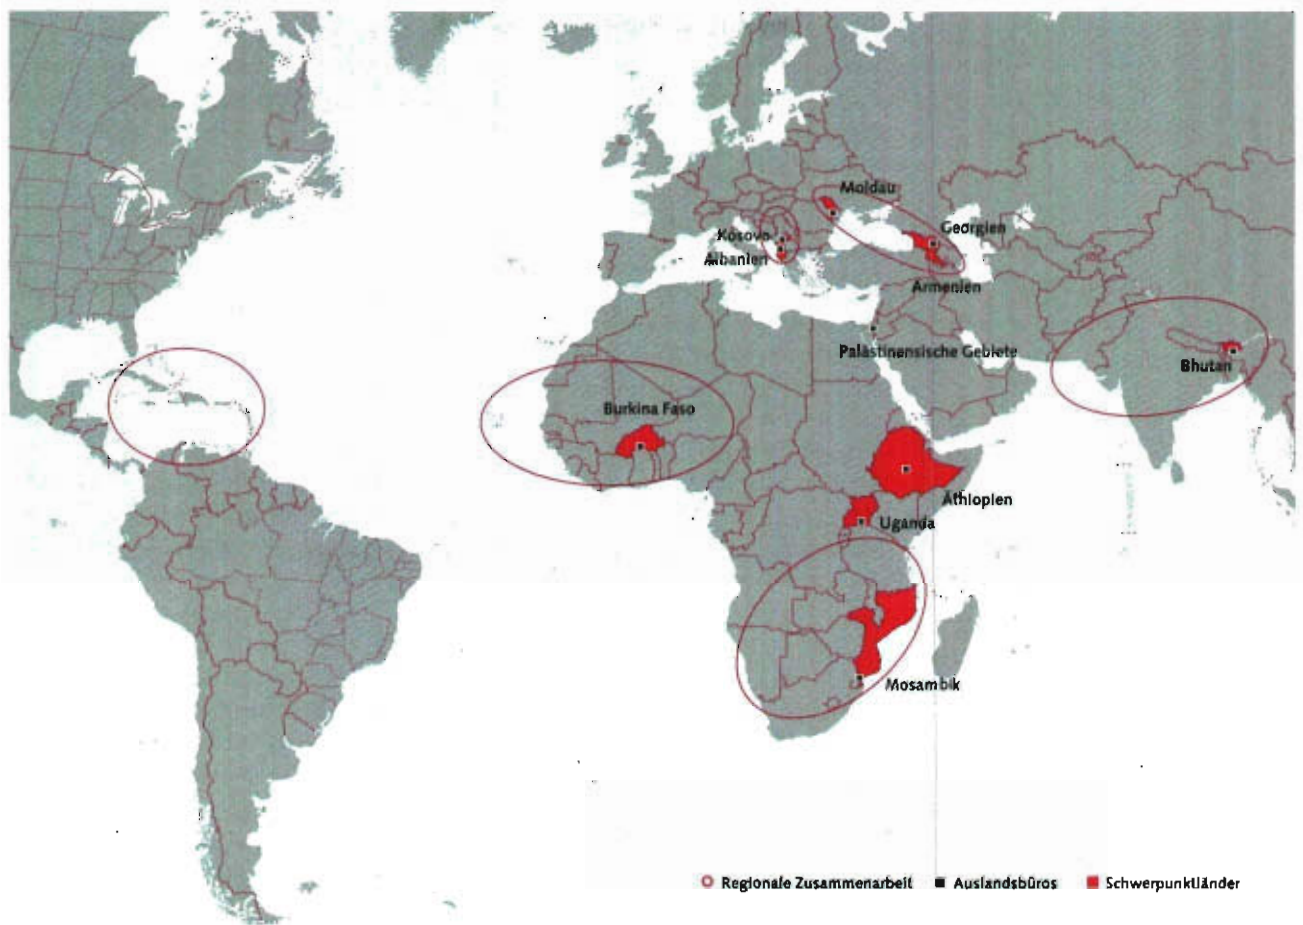 Moldau
Kosovo
Georgien
Albanien
Armenien
Palästinensische Gebiete
Bhutan
Burkina Faso
Äthiopien
Uganda
Mosambik
Regionale Zusammenarbeit
Auslandsbüros
Schwerpunktländer